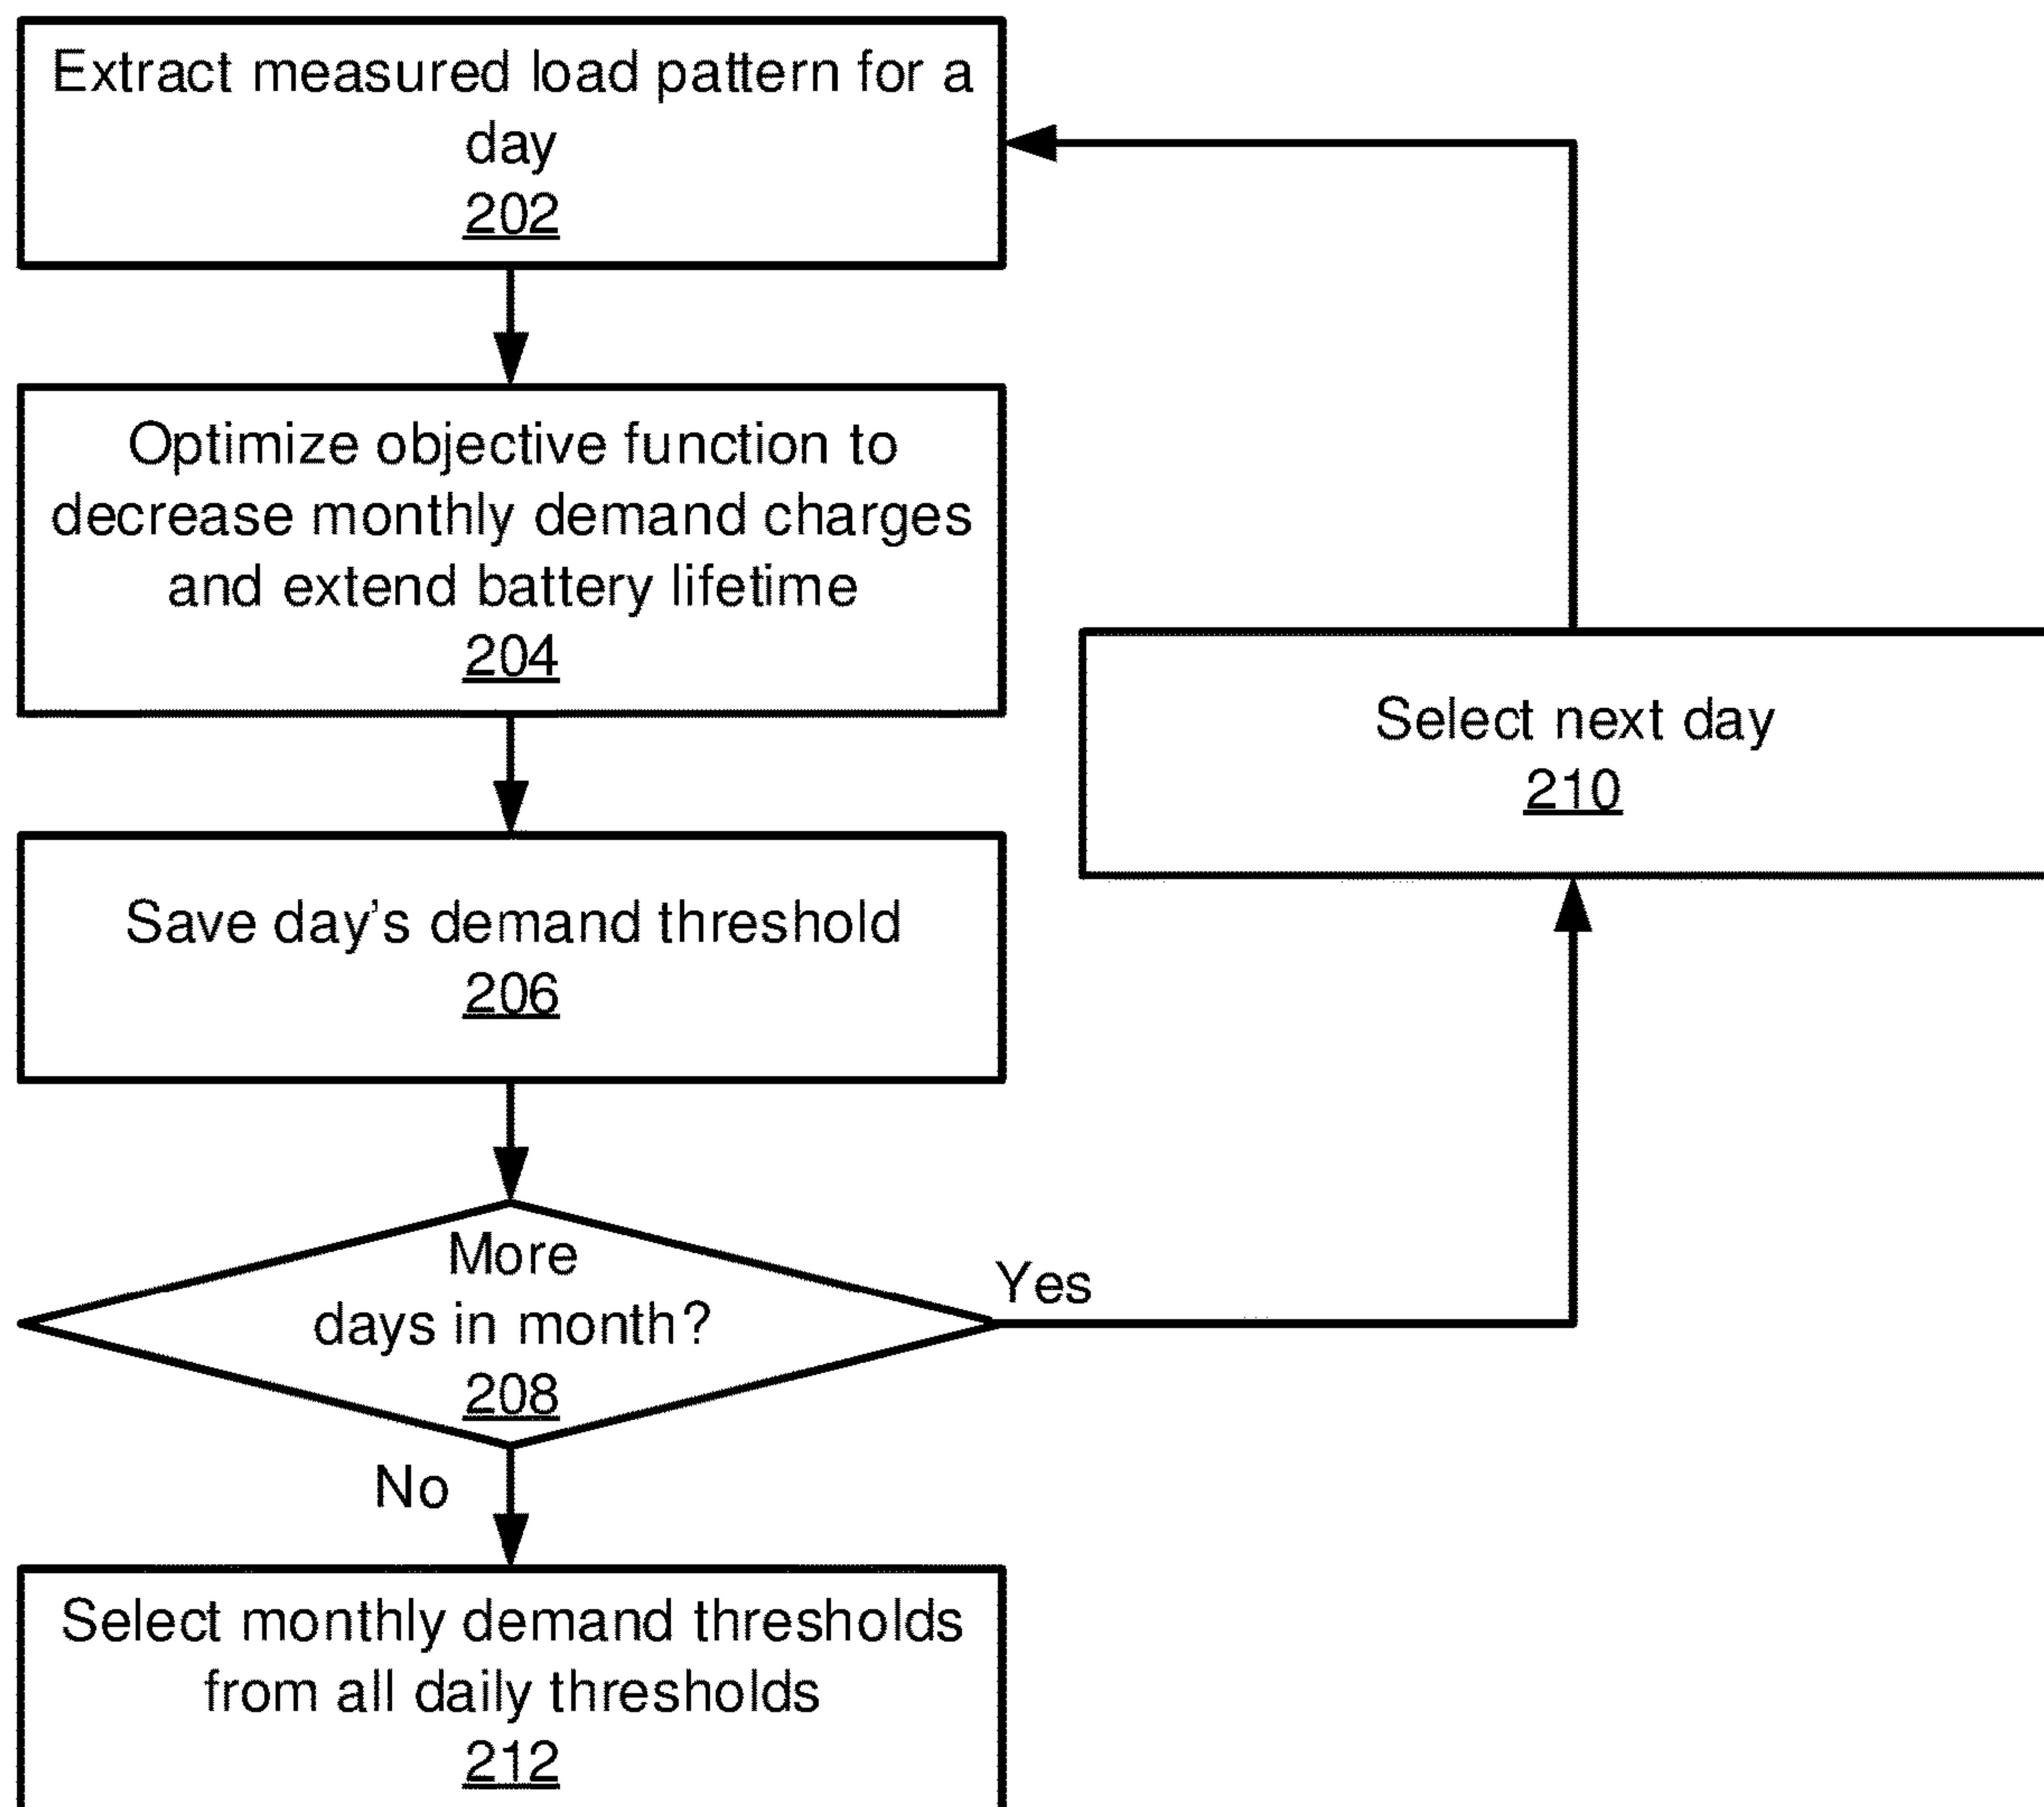 Extract measured load pattern for a
day
202
Optimize objective function to
decrease monthly demand charges
and extend battery lifetime
204
Select next day
210
Save day's demand threshold
206
More
days in month?
208
Yes
No
Select monthly demand thresholds
from all daily thresholds
212